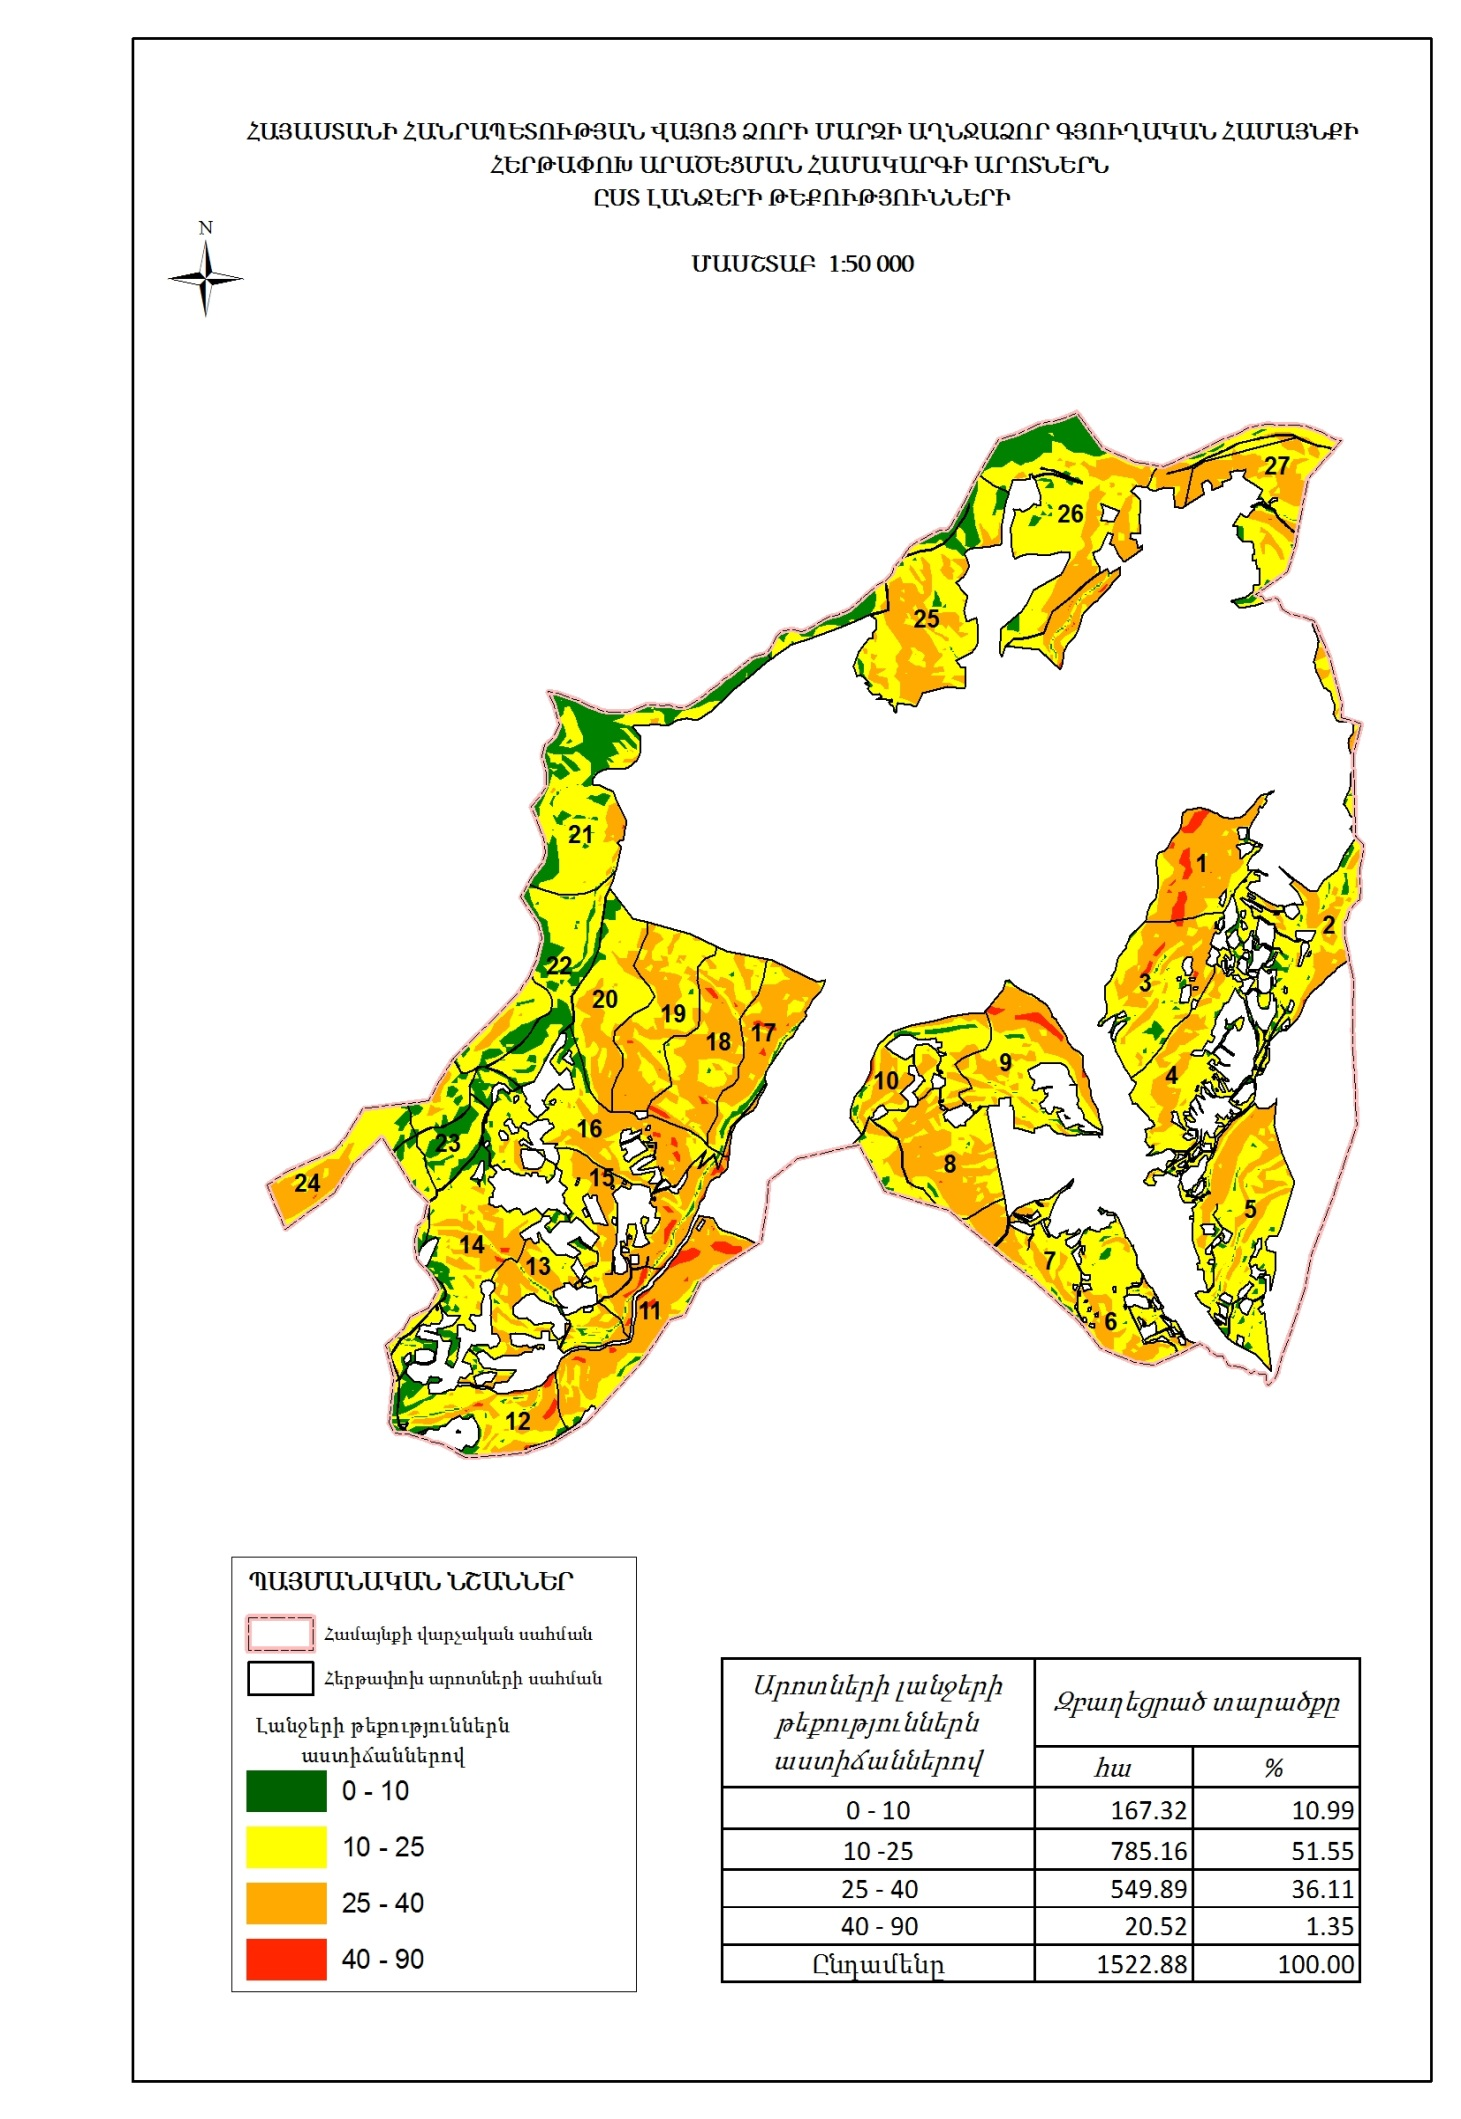 ՀԱՅԱՍՏԱՆԻ ՀԱՆՐԱՊԵՏՈՒԹՅԱՆ ՎԱՅՈՑ ՁՈՐԻ ՄԱՐԶԻ ԱՂՆՋԱՁՈՐ ԳՅՈՒՂԱԿԱՆ ՀԱՄԱՅՆՔԻ
ՀԵՐԹԱՓՈԽ ԱՐԱԾԵՑՄԱՆ ՀԱՄԱԿԱՐԳԻ ԱՐՈՏՆԵՐՆ
ԸՍՏ ԼԱՆՋԵՐԻ ԹԵՔՈՒԹՅՈՒՆՆԵՐԻ
N
ՄԱՍՇՏԱԲ 1:50 000
27
26
25
21
1
2
22
3
20
19
18
17
9
4
10
16
23
8
15
24
5
14
7
13
11
6
12
ՊԱՅՄԱՆԱԿԱՆ ՆՇԱՆՆԵՐ
Համայնքի վարչական սահման
Հերթափոխ արոտների սահման
Լանջերի թեքություններն
աստիճաններով
0 - 10
10 - 25
25 - 40
40 - 90
Արոտների լանջերի
թեքություններն
աստիճաններով
Զբաղեցրած տարածքը
հա %
0 - 10 167.32 10.99
10 -25 785.16 51.55
25 - 40 549.89 36.11
40 - 90 20.52 1.35
Ընդամենը 1522.88 100.00